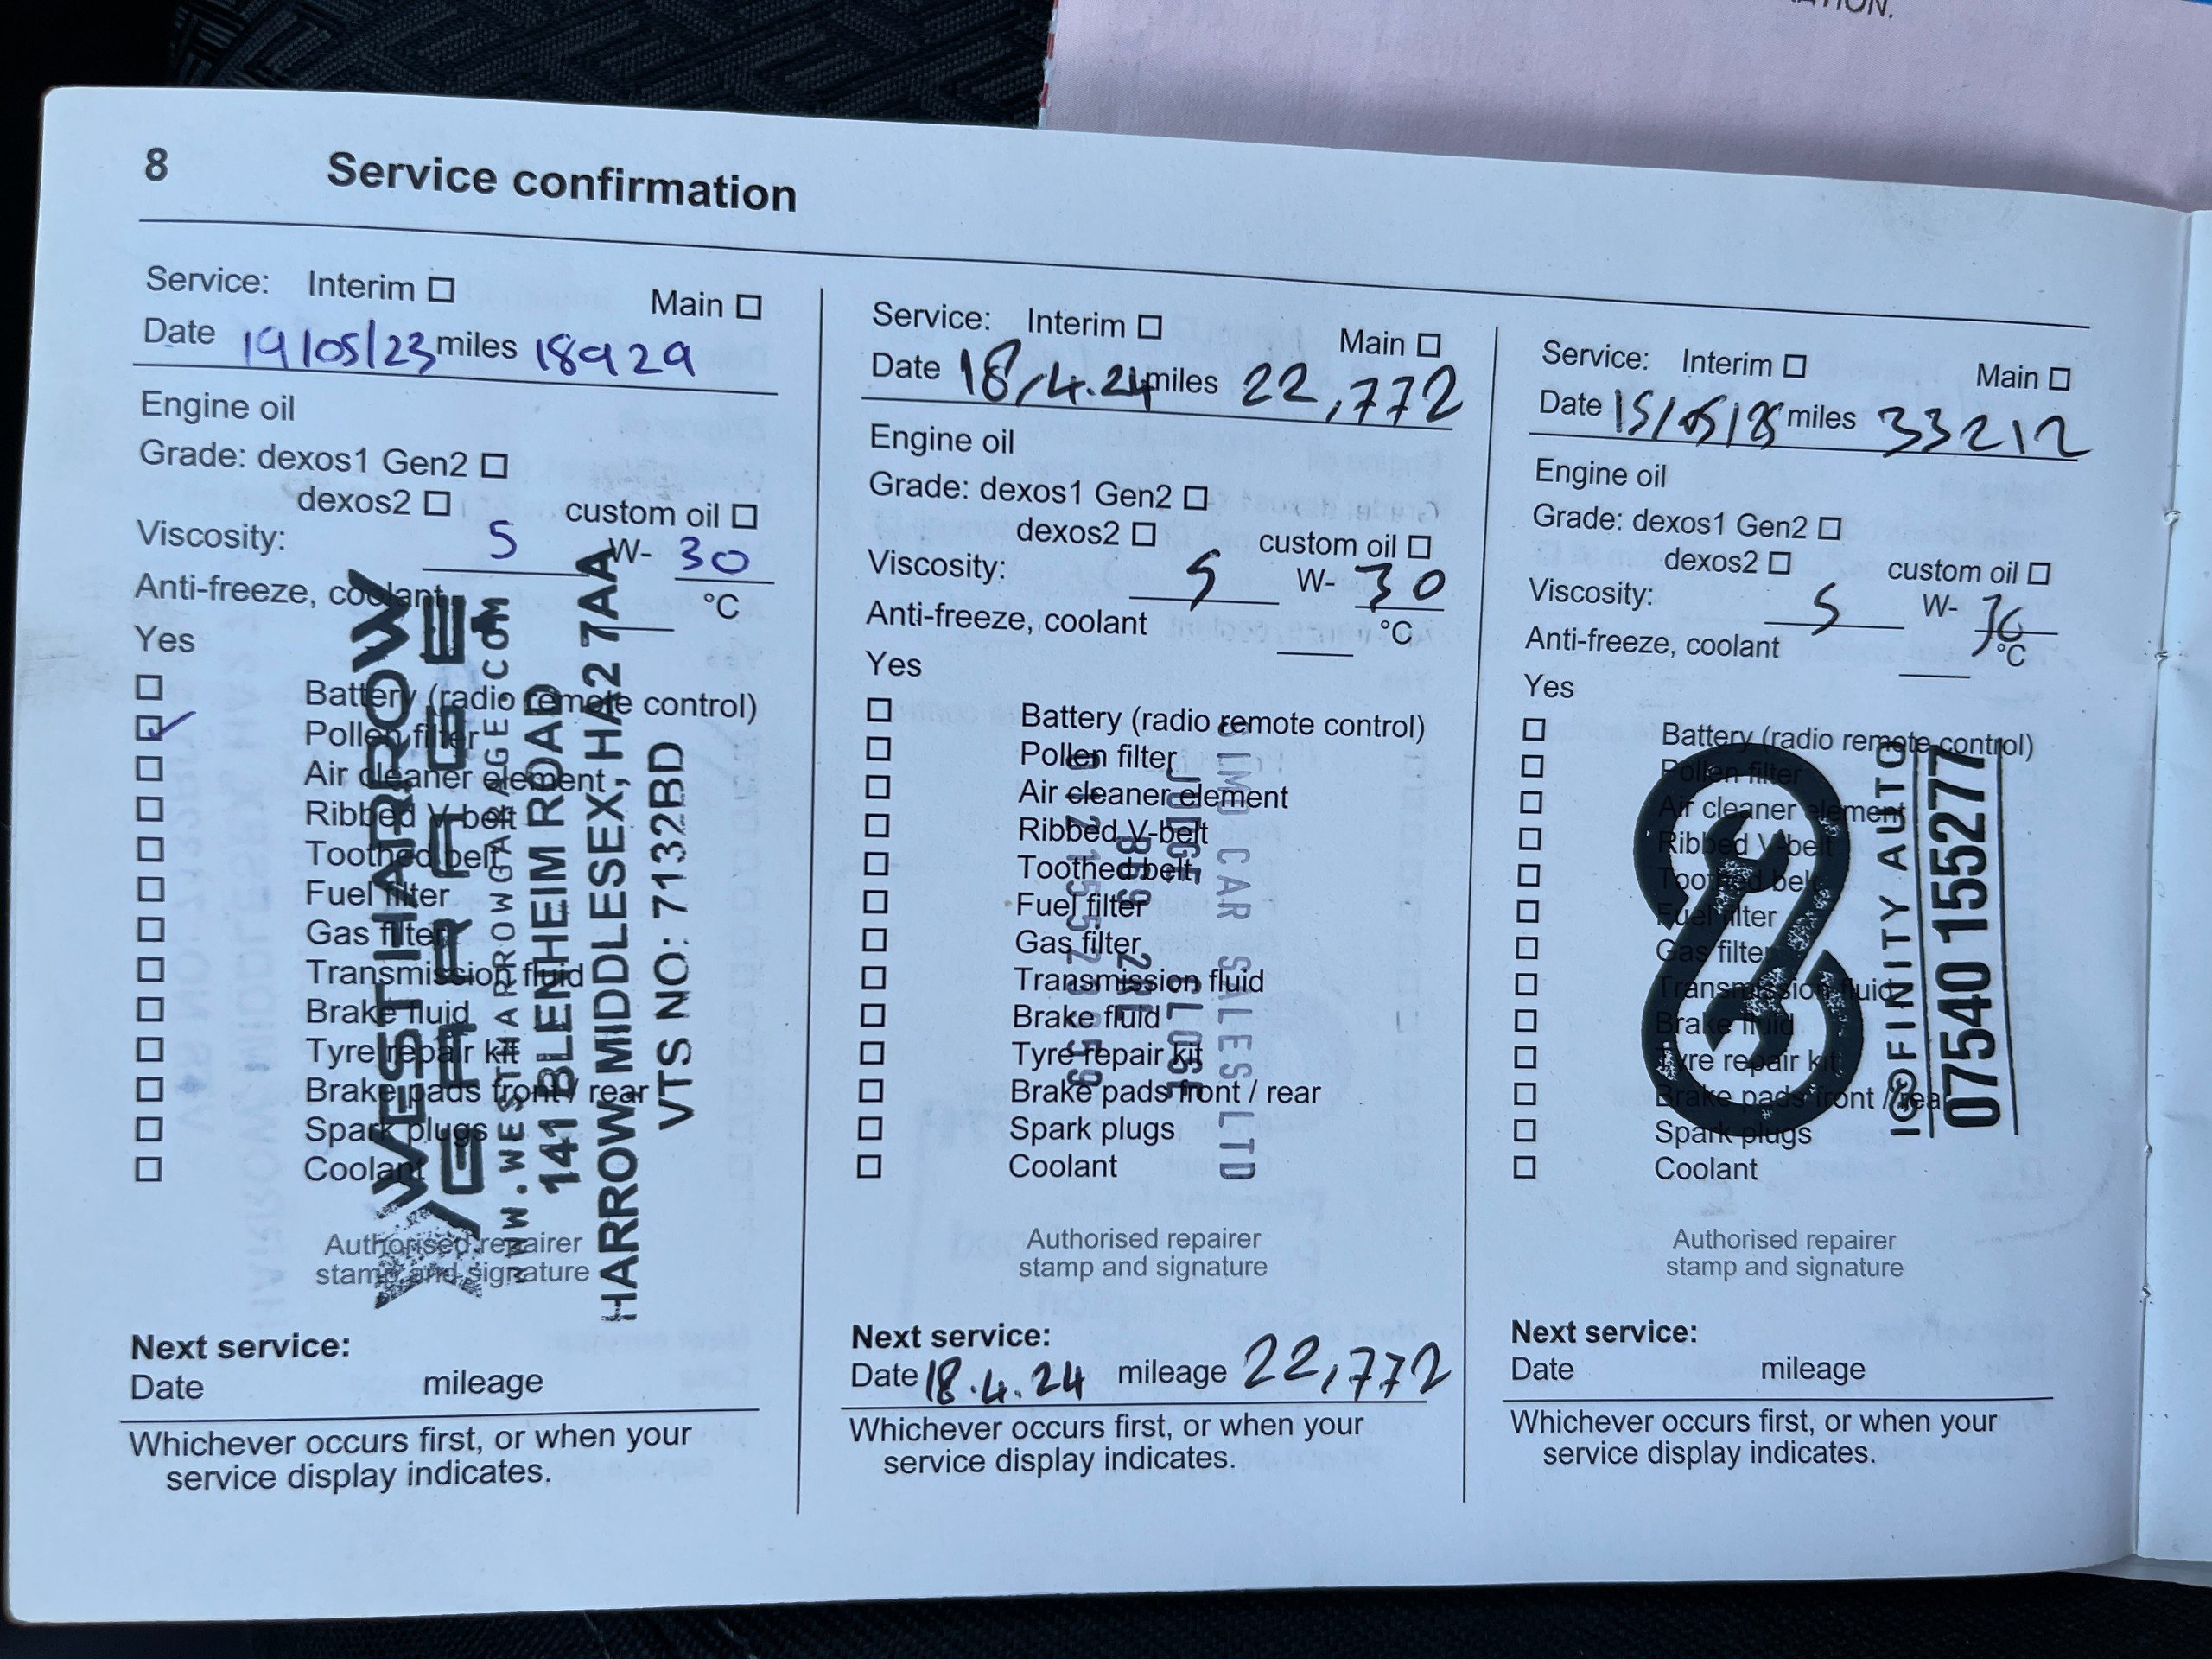 ATION.
8 Service confirmation
Service: Interim ☐ Main ☐
Date 19/05/23 miles 18929
Engine oil
Grade: dexos1 Gen2 ☐
dexos2 ☐ custom oil ☐
Viscosity: 5 W- 30
Anti-freeze, coolant °C
Yes
☐ Battery (radio remote control)
☑ Pollen filter
☐ Air cleaner element
☐ Ribbed V-belt
☐ Toothed belt
☐ Fuel filter
☐ Gas filter
☐ Transmission fluid
☐ Brake fluid
☐ Tyre repair kit
☐ Brake pads front / rear
☐ Spark plugs
☐ Coolant
WEST HARROW
GARAGE
WWW.WESTHARROWGARAGE.COM
141 BLENHEIM ROAD
HARROW, MIDDLESEX, HA2 7AA
VTS NO: 7132BD
Authorised repairer
stamp and signature
Next service:
Date mileage
Whichever occurs first, or when your
service display indicates.
Service: Interim ☐ Main ☐
Date 18.4.24 miles 22,772
Engine oil
Grade: dexos1 Gen2 ☐
dexos2 ☐ custom oil ☐
Viscosity: 5 W- 30
Anti-freeze, coolant °C
Yes
☐ Battery (radio remote control)
☐ Pollen filter
☐ Air cleaner element
☐ Ribbed V-belt
☐ Toothed belt
☐ Fuel filter
☐ Gas filter
☐ Transmission fluid
☐ Brake fluid
☐ Tyre repair kit
☐ Brake pads front / rear
☐ Spark plugs
☐ Coolant
CAR SALES LTD
JUDGE CLOSE
Authorised repairer
stamp and signature
Next service:
Date 18.4.24 mileage 22,772
Whichever occurs first, or when your
service display indicates.
Service: Interim ☐ Main ☐
Date miles 33212
Engine oil
Grade: dexos1 Gen2 ☐
dexos2 ☐ custom oil ☐
Viscosity: 5 W- 30
Anti-freeze, coolant °C
Yes
☐ Battery (radio remote control)
☐ Pollen filter
☐ Air cleaner element
☐ Ribbed V-belt
☐ Toothed belt
☐ Fuel filter
☐ Gas filter
☐ Transmission fluid
☐ Brake fluid
☐ Tyre repair kit
☐ Brake pads front / rear
☐ Spark plugs
☐ Coolant
AUTO
07540 155277
Authorised repairer
stamp and signature
Next service:
Date mileage
Whichever occurs first, or when your
service display indicates.